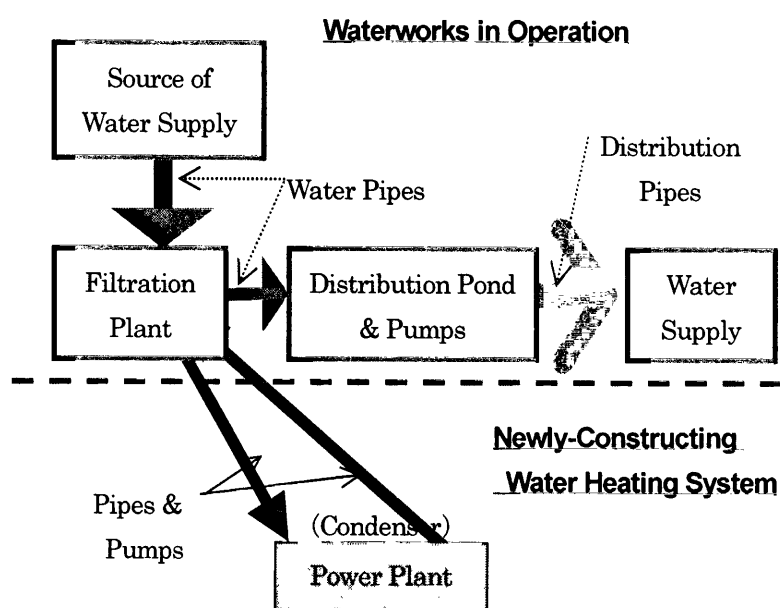 Waterworks in Operation
Source of
Water Supply
Distribution
Pipes
Water Pipes
Filtration
Plant
Distribution Pond
& Pumps
Water
Supply
Newly-Constructing
Water Heating System
Pipes &
Pumps
(Condenser)
Power Plant